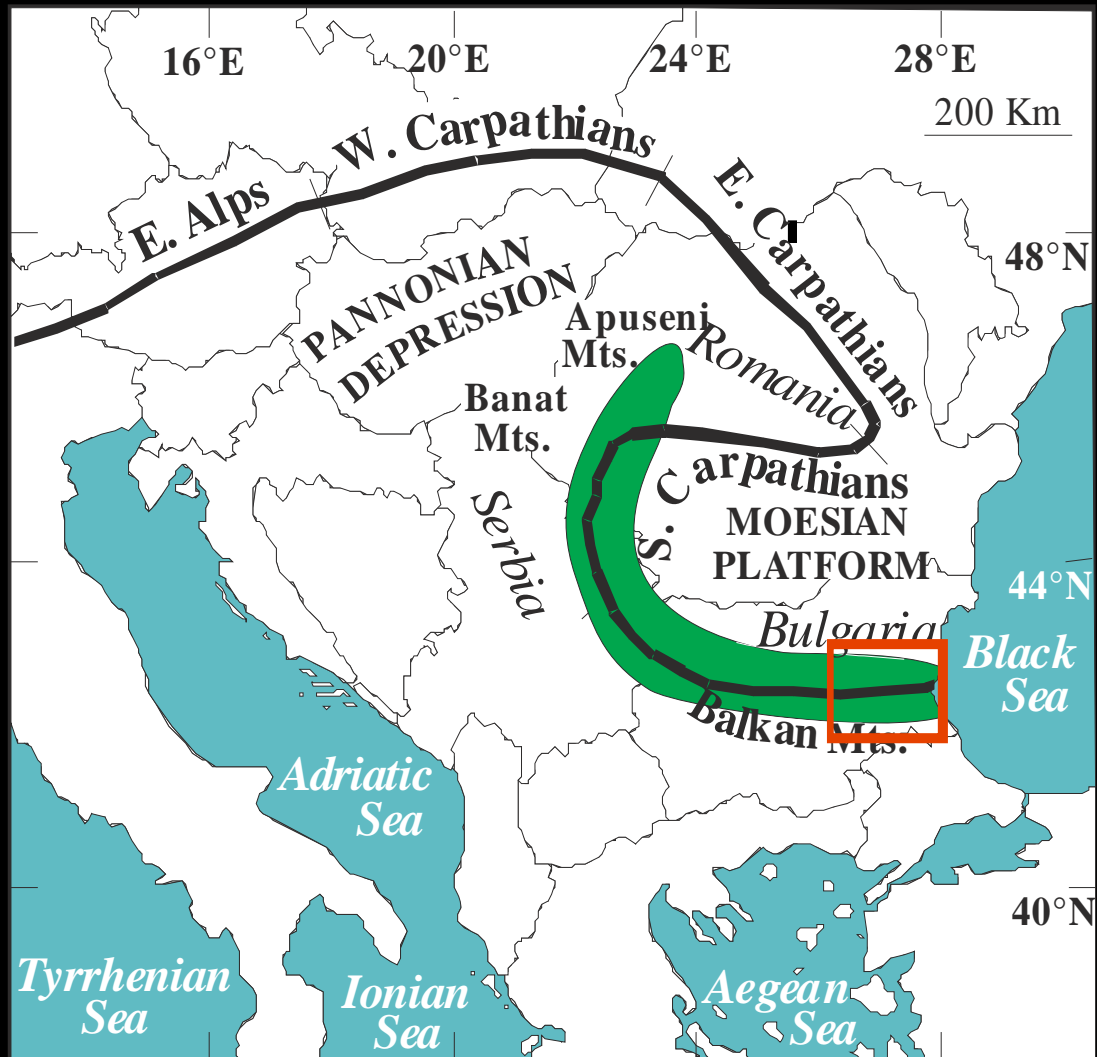 16°E
20°E
24°E
28°E
200 Km
W. Carpathians
E. Alps
E. Carpathians
48°N
PANNONIAN
DEPRESSION
Apuseni
Mts.
Romania
Banat
Mts.
S. Carpathians
Serbia
MOESIAN
PLATFORM
44°N
Bulgaria
Black
Sea
Balkan Mts.
Adriatic
Sea
40°N
Tyrrhenian
Sea
Ionian
Sea
Aegean
Sea